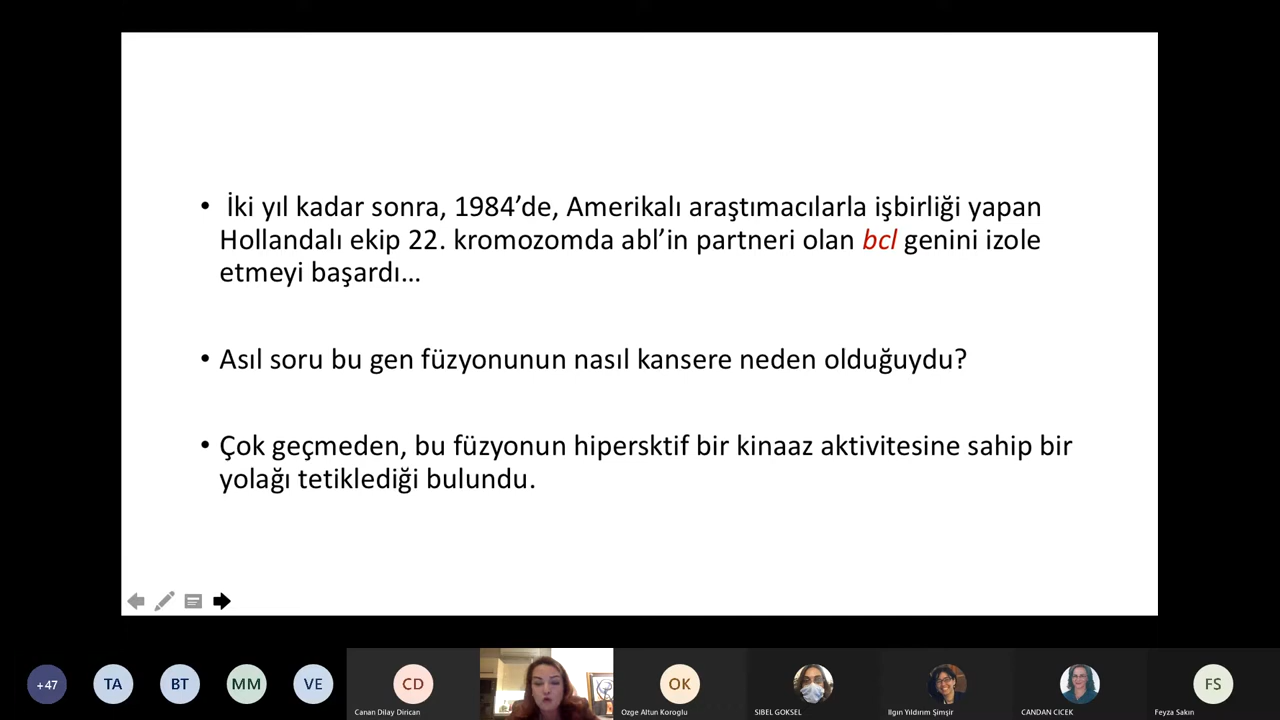 • İki yıl kadar sonra, 1984’de, Amerikalı araştımacılarla işbirliği yapan
Hollandalı ekip 22. kromozomda abl’in partneri olan bcl genini izole
etmeyi başardı...
• Asıl soru bu gen füzyonunun nasıl kansere neden olduğuydu?
• Çok geçmeden, bu füzyonun hipersktif bir kinaaz aktivitesine sahip bir
yolağı tetiklediği bulundu.
+47 TA BT MM VE CD OK FS
Canan Dilay Dirican Ozge Altun Koroglu SIBEL GOKSEL Ilgın Yıldırım Şimşir CANDAN CICEK Feyza Sakın